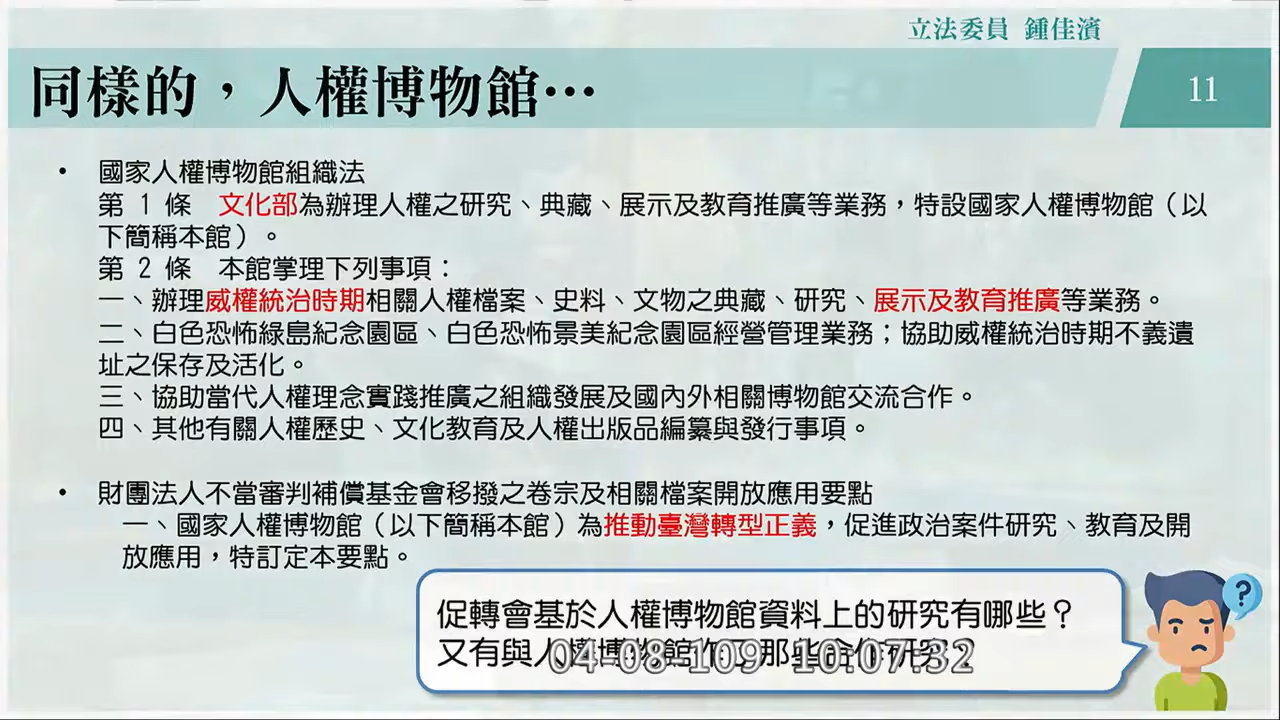 立法委員 鍾佳濱
同樣的，人權博物館…
11
• 國家人權博物館組織法
第 1 條　文化部為辦理人權之研究、典藏、展示及教育推廣等業務，特設國家人權博物館（以
下簡稱本館）。
第 2 條　本館掌理下列事項：
一、辦理威權統治時期相關人權檔案、史料、文物之典藏、研究、展示及教育推廣等業務。
二、白色恐怖綠島紀念園區、白色恐怖景美紀念園區經營管理業務；協助威權統治時期不義遺
址之保存及活化。
三、協助當代人權理念實踐推廣之組織發展及國內外相關博物館交流合作。
四、其他有關人權歷史、文化教育及人權出版品編纂與發行事項。
• 財團法人不當審判補償基金會移撥之卷宗及相關檔案開放應用要點
一、國家人權博物館（以下簡稱本館）為推動臺灣轉型正義，促進政治案件研究、教育及開
放應用，特訂定本要點。
?
促轉會基於人權博物館資料上的研究有哪些？
又有與人權博物館作了那些合作研究
04-08-109 10:07:32